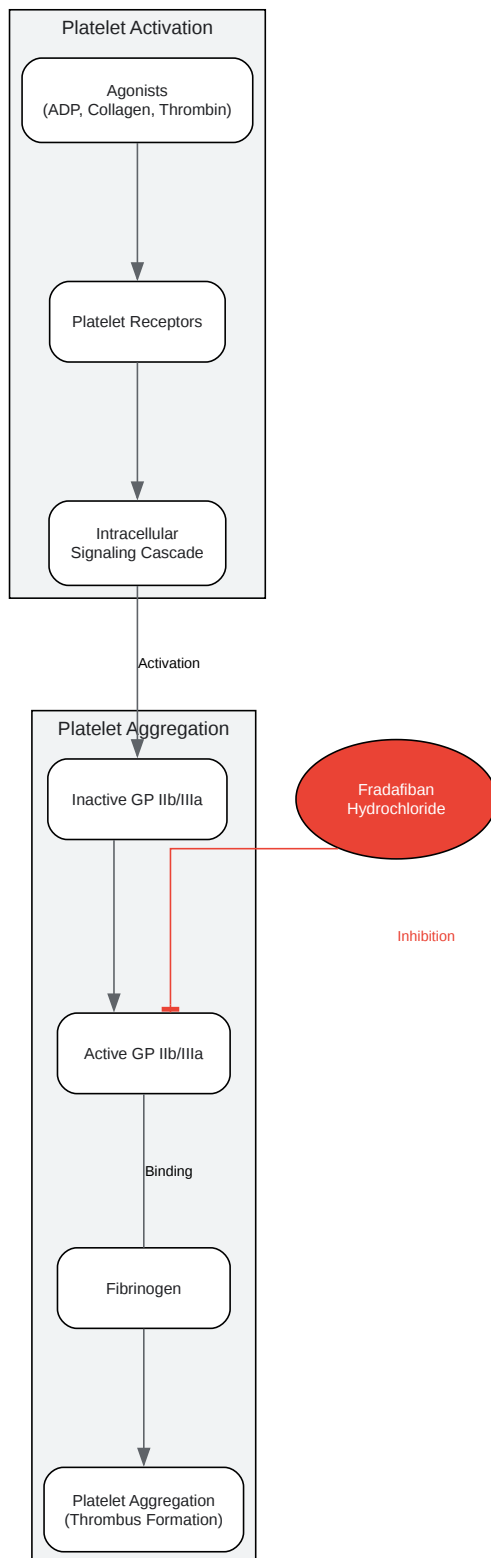 Platelet Activation
Agonists
(ADP, Collagen, Thrombin)
Platelet Receptors
Intracellular
Signaling Cascade
Activation
Platelet Aggregation
Inactive GP IIb/IIIa
Fradafiban
Hydrochloride
Inhibition
Active GP IIb/IIIa
Binding
Fibrinogen
Platelet Aggregation
(Thrombus Formation)